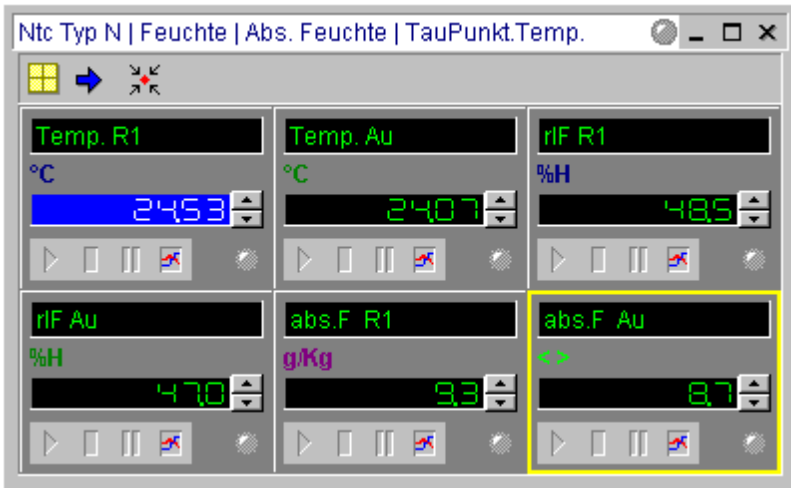 Ntc Typ N | Feuchte | Abs. Feuchte | TauPunkt.Temp.
Temp. R1
°C
24,53
Temp. Au
°C
24,07
rlF R1
%H
48,5
rlF Au
%H
47,0
abs.F R1
g/Kg
9,3
abs.F Au
< >
8,7